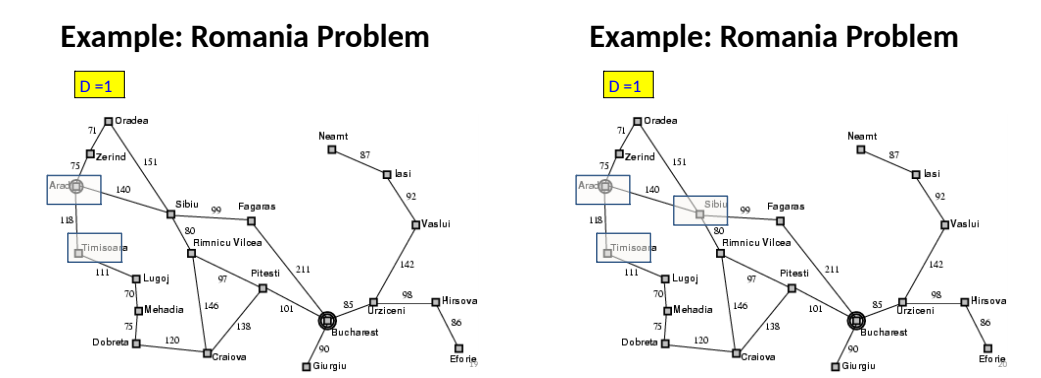 Example: Romania Problem
D =1
Oradea
71
Neamt
Zerind
87
75
151
Iasi
Arad
140
92
Sibiu
99
Fagaras
118
Vaslui
80
Timisoara
Rimnicu Vilcea
111
Lugoj
97
Pitesti
211
142
70
98
Hirsova
Mehadia
146
101
85
Urziceni
75
138
86
Bucharest
Dobreta
120
90
Craiova
Eforie
Giurgiu
19
Example: Romania Problem
D =1
Oradea
71
Neamt
Zerind
87
75
151
Iasi
Arad
140
92
Sibiu
99
Fagaras
118
Vaslui
80
Timisoara
Rimnicu Vilcea
111
Lugoj
97
Pitesti
211
142
70
98
Hirsova
Mehadia
146
101
85
Urziceni
75
138
86
Bucharest
Dobreta
120
90
Craiova
Eforie
Giurgiu
20